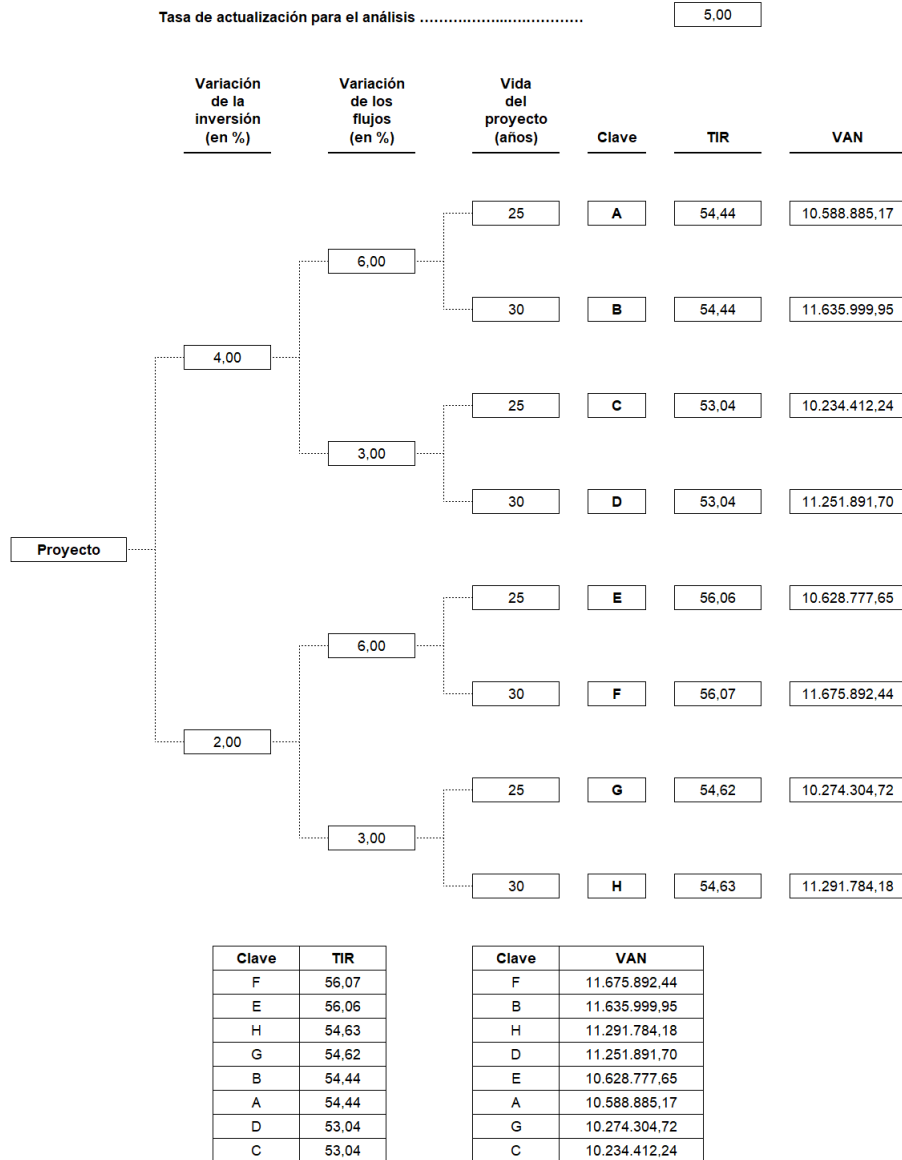 Tasa de actualización para el análisis ……….……...…..………… 5,00
Variación de la inversión (en %)
Variación de los flujos (en %)
Vida del proyecto (años)
Clave
TIR
VAN
25 A 54,44 10.588.885,17
6,00
30 B 54,44 11.635.999,95
4,00
25 C 53,04 10.234.412,24
3,00
30 D 53,04 11.251.891,70
Proyecto
25 E 56,06 10.628.777,65
6,00
30 F 56,07 11.675.892,44
2,00
25 G 54,62 10.274.304,72
3,00
30 H 54,63 11.291.784,18
Clave TIR
F 56,07
E 56,06
H 54,63
G 54,62
B 54,44
A 54,44
D 53,04
C 53,04
Clave VAN
F 11.675.892,44
B 11.635.999,95
H 11.291.784,18
D 11.251.891,70
E 10.628.777,65
A 10.588.885,17
G 10.274.304,72
C 10.234.412,24